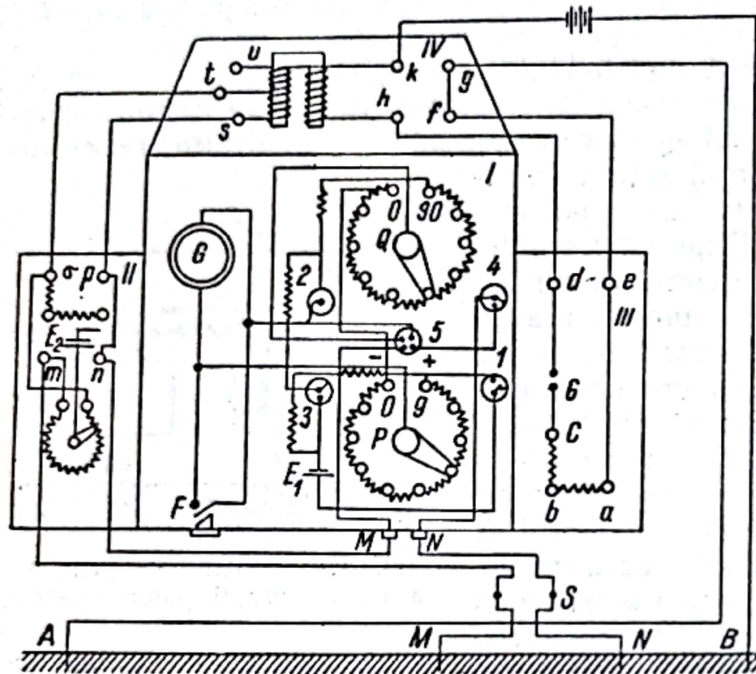 υ
IV
t
k
g
h
f
s
I
0
90
G
Q
4
2
σ
p
II
d
e
5
III
E₂
-
+
1
m
n
0
9
6
3
P
C
E₁
F
b
a
M
N
S
A
M
N
B